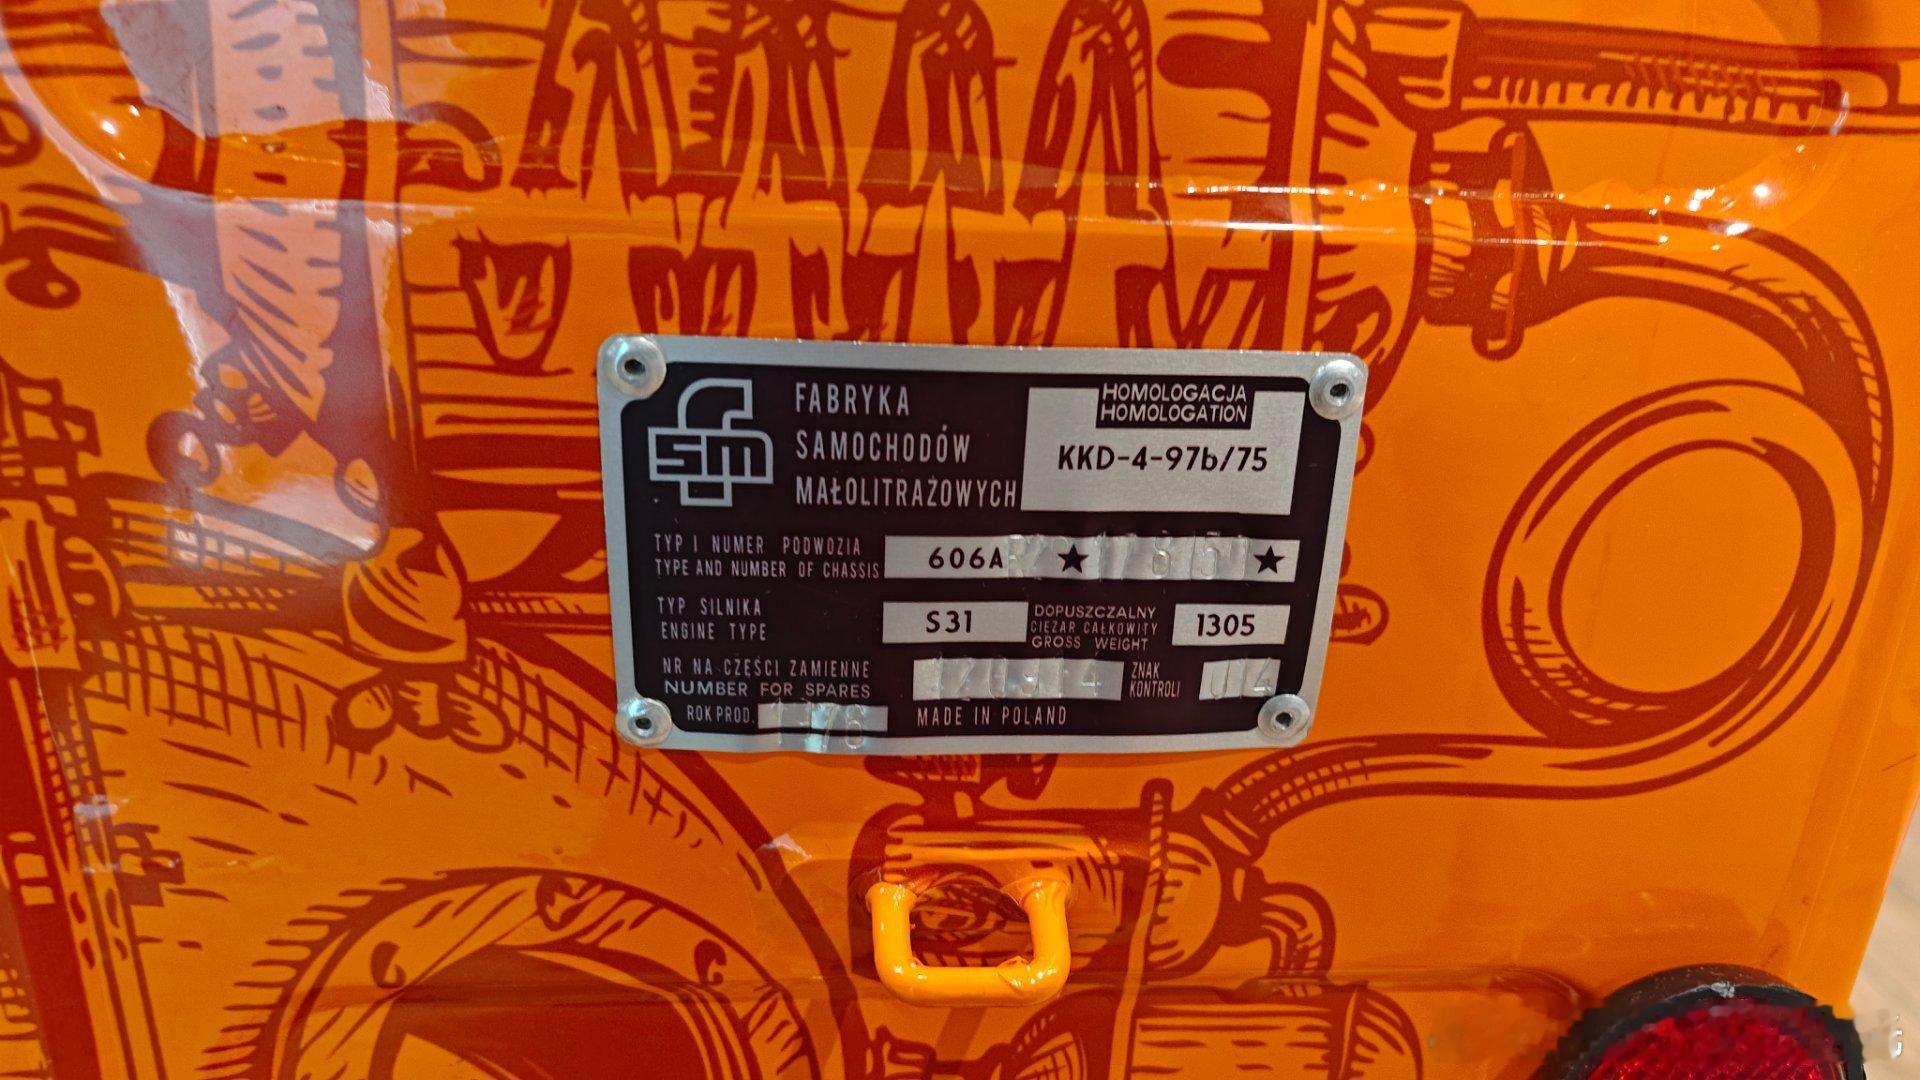 fsm
FABRYKA
SAMOCHODÓW
MAŁOLITRAŻOWYCH
HOMOLOGACJA
HOMOLOGATION
KKD-4-97b/75
TYP I NUMER PODWOZIA
TYPE AND NUMBER OF CHASSIS
606A ★ ★
TYP SILNIKA
ENGINE TYPE
S31
DOPUSZCZALNY
CIĘŻAR CAŁKOWITY
GROSS WEIGHT
1305
NR NA CZĘŚCI ZAMIENNE
NUMBER FOR SPARES
ZNAK
KONTROLI
ROK PROD.
MADE IN POLAND